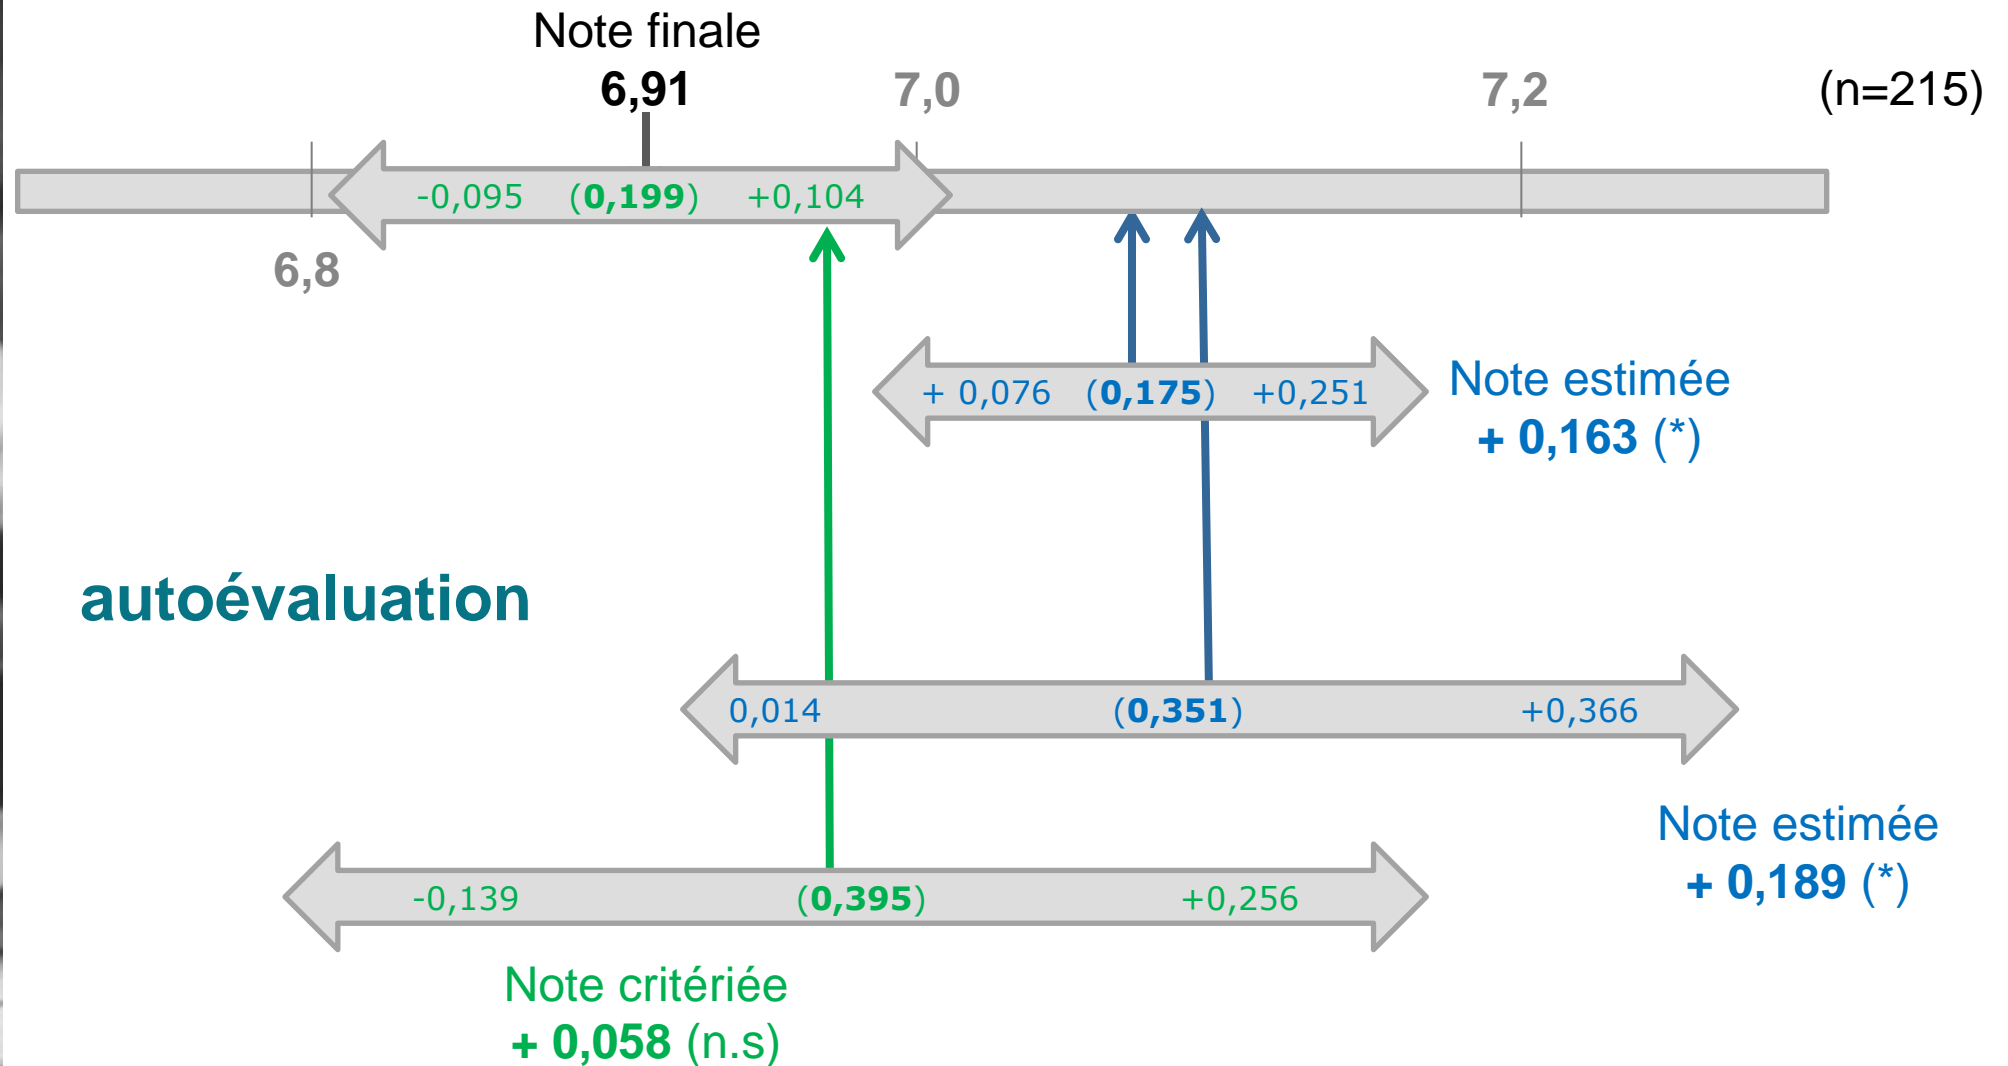 Note finale
6,91
7,0
7,2
(n=215)
-0,095 (0,199) +0,104
6,8
+ 0,076 (0,175) +0,251
Note estimée
+ 0,163 (*)
autoévaluation
0,014 (0,351) +0,366
Note estimée
+ 0,189 (*)
-0,139 (0,395) +0,256
Note critériée
+ 0,058 (n.s)